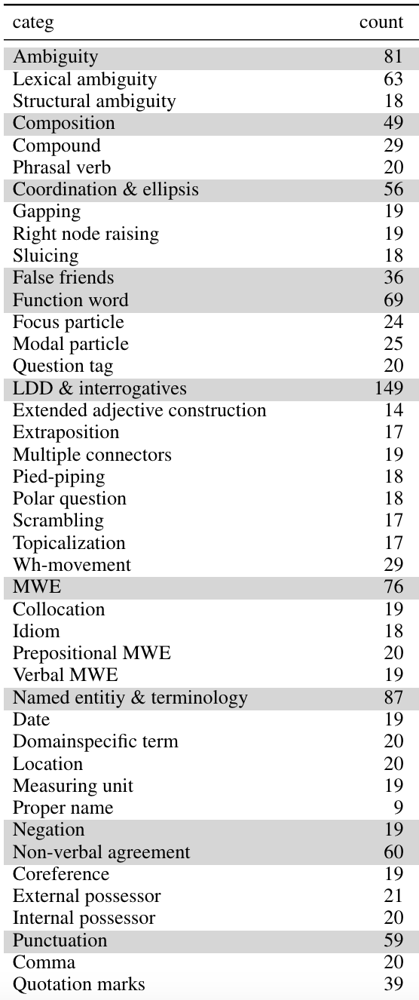 categ count
Ambiguity 81
Lexical ambiguity 63
Structural ambiguity 18
Composition 49
Compound 29
Phrasal verb 20
Coordination & ellipsis 56
Gapping 19
Right node raising 19
Sluicing 18
False friends 36
Function word 69
Focus particle 24
Modal particle 25
Question tag 20
LDD & interrogatives 149
Extended adjective construction 14
Extraposition 17
Multiple connectors 19
Pied-piping 18
Polar question 18
Scrambling 17
Topicalization 17
Wh-movement 29
MWE 76
Collocation 19
Idiom 18
Prepositional MWE 20
Verbal MWE 19
Named entitiy & terminology 87
Date 19
Domainspecific term 20
Location 20
Measuring unit 19
Proper name 9
Negation 19
Non-verbal agreement 60
Coreference 19
External possessor 21
Internal possessor 20
Punctuation 59
Comma 20
Quotation marks 39